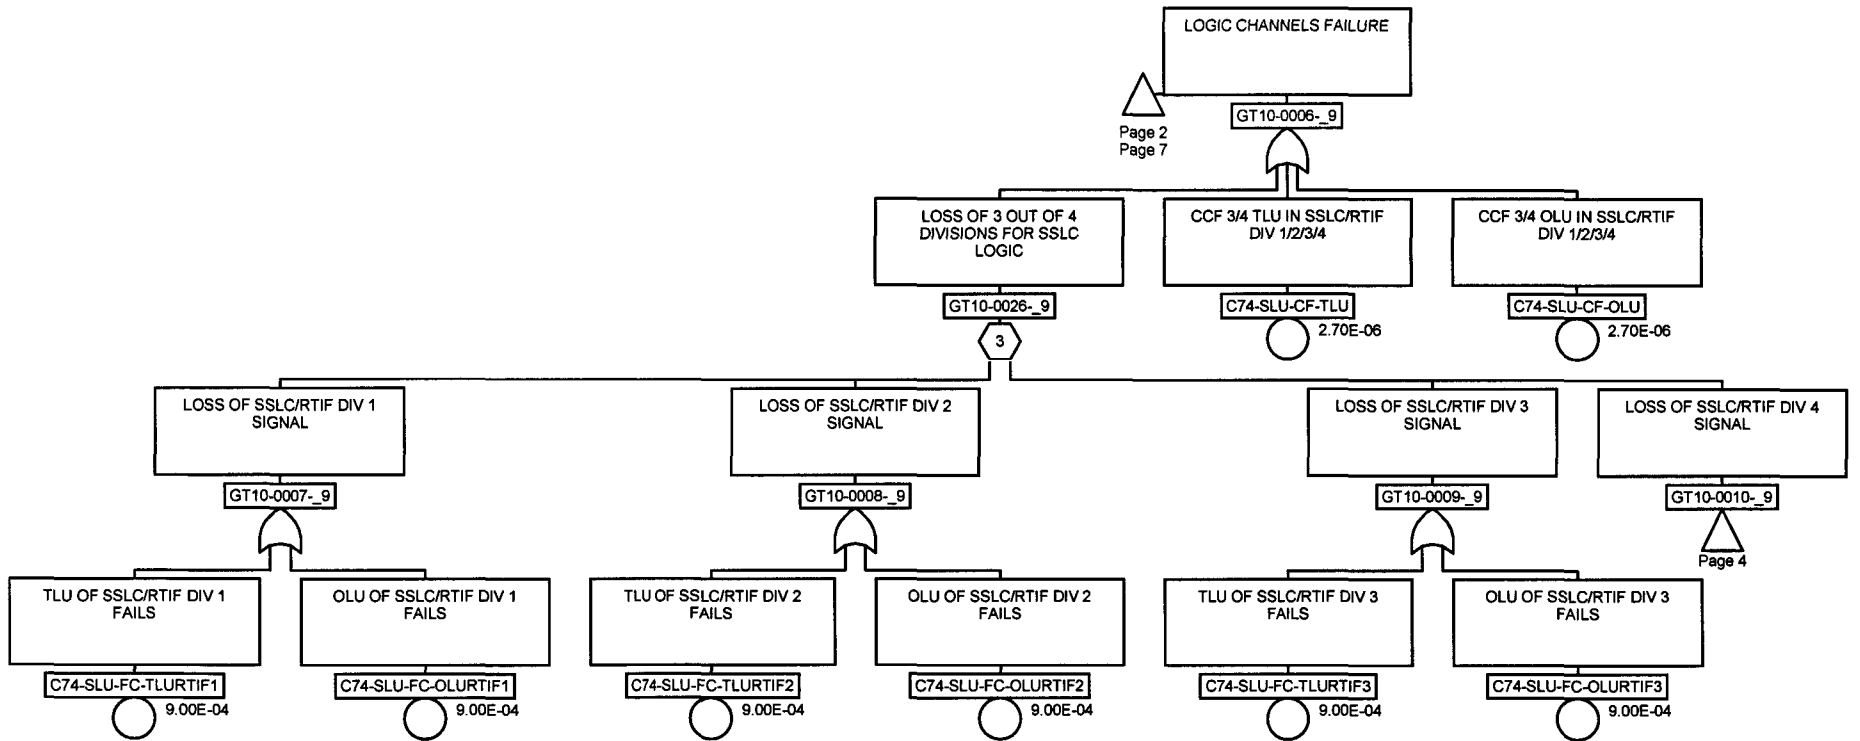 LOGIC CHANNELS FAILURE
Page 2
Page 7
GT10-0006-_9
LOSS OF 3 OUT OF 4
DIVISIONS FOR SSLC
LOGIC
GT10-0026-_9
3
CCF 3/4 TLU IN SSLC/RTIF
DIV 1/2/3/4
C74-SLU-CF-TLU
2.70E-06
CCF 3/4 OLU IN SSLC/RTIF
DIV 1/2/3/4
C74-SLU-CF-OLU
2.70E-06
LOSS OF SSLC/RTIF DIV 1
SIGNAL
GT10-0007-_9
LOSS OF SSLC/RTIF DIV 2
SIGNAL
GT10-0008-_9
LOSS OF SSLC/RTIF DIV 3
SIGNAL
GT10-0009-_9
LOSS OF SSLC/RTIF DIV 4
SIGNAL
GT10-0010-_9
Page 4
TLU OF SSLC/RTIF DIV 1
FAILS
C74-SLU-FC-TLURTIF1
9.00E-04
OLU OF SSLC/RTIF DIV 1
FAILS
C74-SLU-FC-OLURTIF1
9.00E-04
TLU OF SSLC/RTIF DIV 2
FAILS
C74-SLU-FC-TLURTIF2
9.00E-04
OLU OF SSLC/RTIF DIV 2
FAILS
C74-SLU-FC-OLURTIF2
9.00E-04
TLU OF SSLC/RTIF DIV 3
FAILS
C74-SLU-FC-TLURTIF3
9.00E-04
OLU OF SSLC/RTIF DIV 3
FAILS
C74-SLU-FC-OLURTIF3
9.00E-04